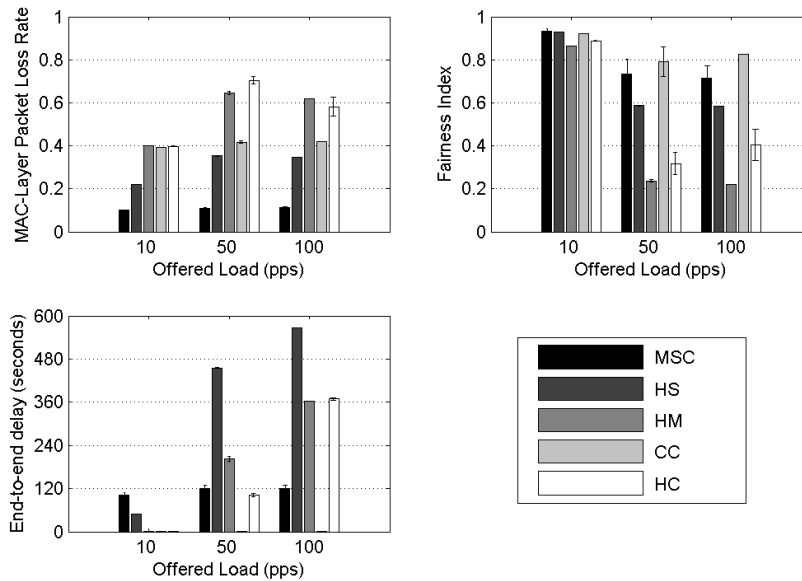 MAC-Layer Packet Loss Rate
1
0.8
0.6
0.4
0.2
0
10 50 100
Offered Load (pps)
Fairness Index
1
0.8
0.6
0.4
0.2
0
10 50 100
Offered Load (pps)
End-to-end delay (seconds)
600
480
360
240
120
0
10 50 100
Offered Load (pps)
MSC
HS
HM
CC
HC